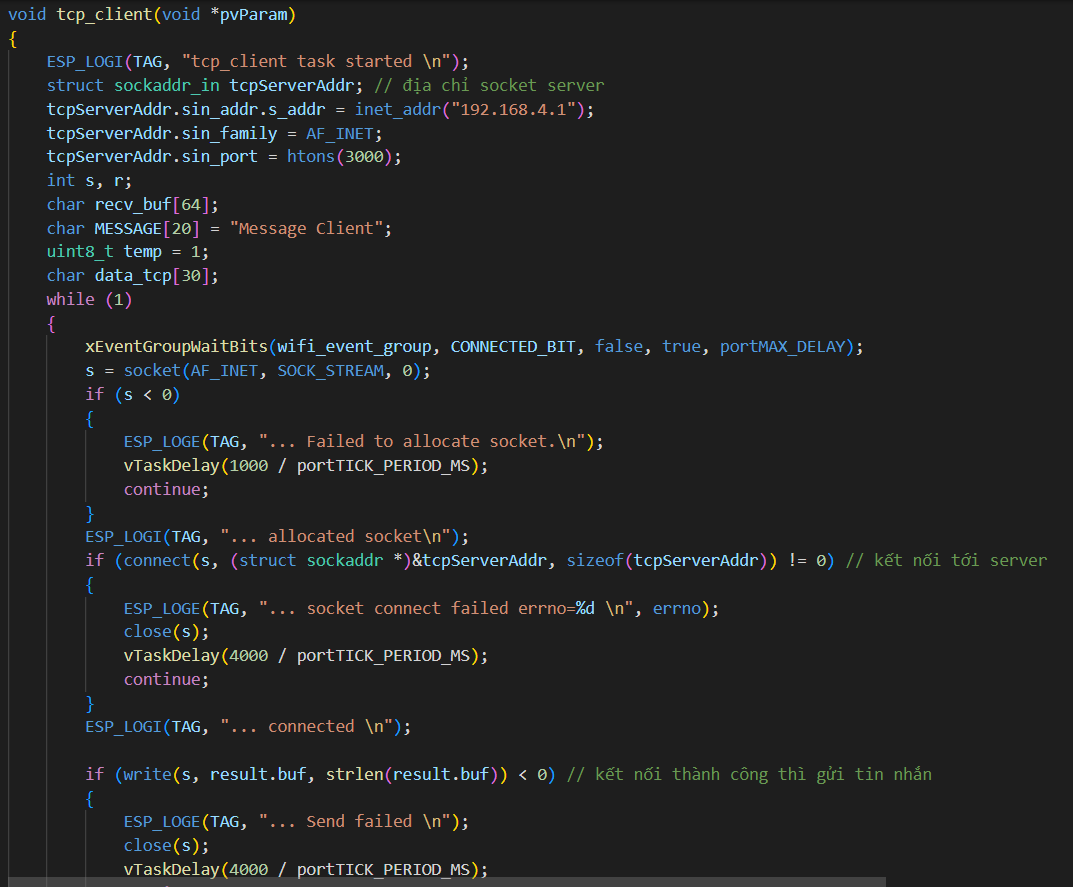 void tcp_client(void *pvParam)
{
    ESP_LOGI(TAG, "tcp_client task started \n");
    struct sockaddr_in tcpServerAddr; // địa chỉ socket server
    tcpServerAddr.sin_addr.s_addr = inet_addr("192.168.4.1");
    tcpServerAddr.sin_family = AF_INET;
    tcpServerAddr.sin_port = htons(3000);
    int s, r;
    char recv_buf[64];
    char MESSAGE[20] = "Message Client";
    uint8_t temp = 1;
    char data_tcp[30];
    while (1)
    {
        xEventGroupWaitBits(wifi_event_group, CONNECTED_BIT, false, true, portMAX_DELAY);
        s = socket(AF_INET, SOCK_STREAM, 0);
        if (s < 0)
        {
            ESP_LOGE(TAG, "... Failed to allocate socket.\n");
            vTaskDelay(1000 / portTICK_PERIOD_MS);
            continue;
        }
        ESP_LOGI(TAG, "... allocated socket\n");
        if (connect(s, (struct sockaddr *)&tcpServerAddr, sizeof(tcpServerAddr)) != 0) // kết nối tới server
        {
            ESP_LOGE(TAG, "... socket connect failed errno=%d \n", errno);
            close(s);
            vTaskDelay(4000 / portTICK_PERIOD_MS);
            continue;
        }
        ESP_LOGI(TAG, "... connected \n");

        if (write(s, result.buf, strlen(result.buf)) < 0) // kết nối thành công thì gửi tin nhắn
        {
            ESP_LOGE(TAG, "... Send failed \n");
            close(s);
            vTaskDelay(4000 / portTICK_PERIOD_MS);